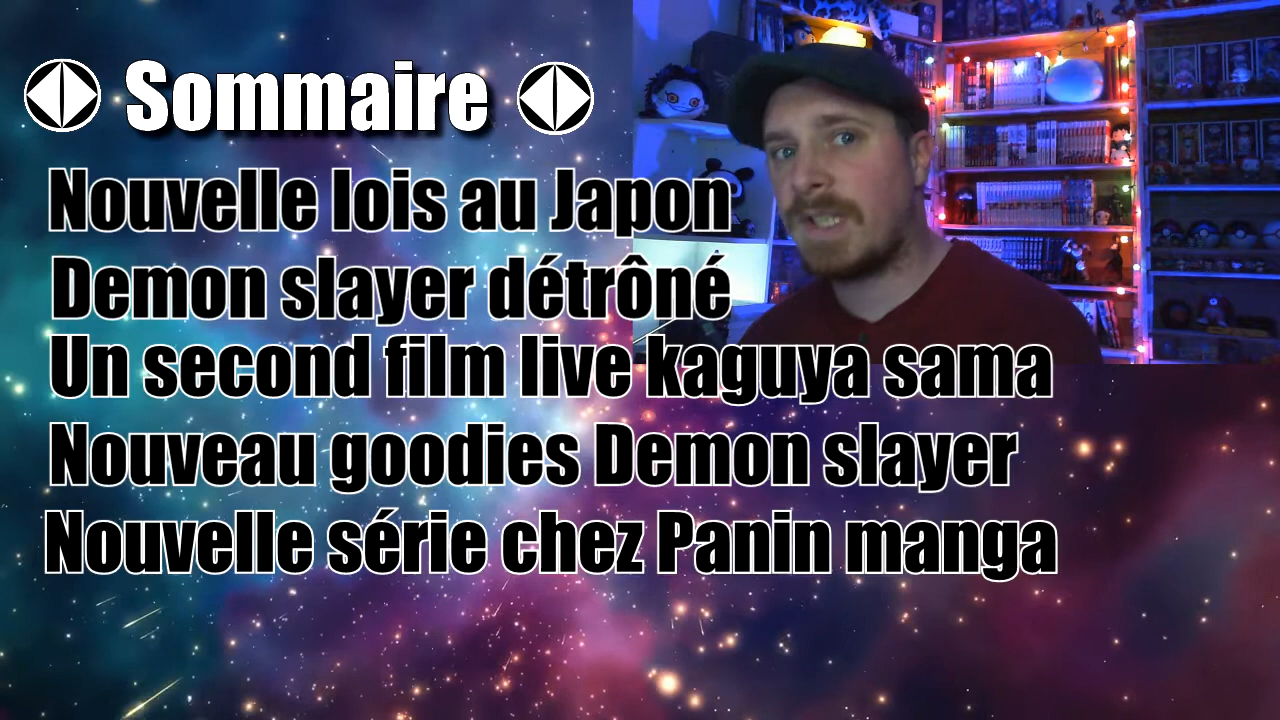 Sommaire
Nouvelle lois au Japon
Demon slayer détrôné
Un second film live kaguya sama
Nouveau goodies Demon slayer
Nouvelle série chez Panin manga